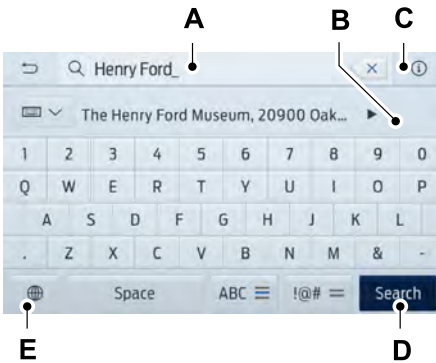 A
B
C
Henry Ford_
×
The Henry Ford Museum, 20900 Oak...
1 2 3 4 5 6 7 8 9 0
Q W E R T Y U I O P
A S D F G H J K L
. Z X C V B N M & -
Space ABC !@# Search
E
D